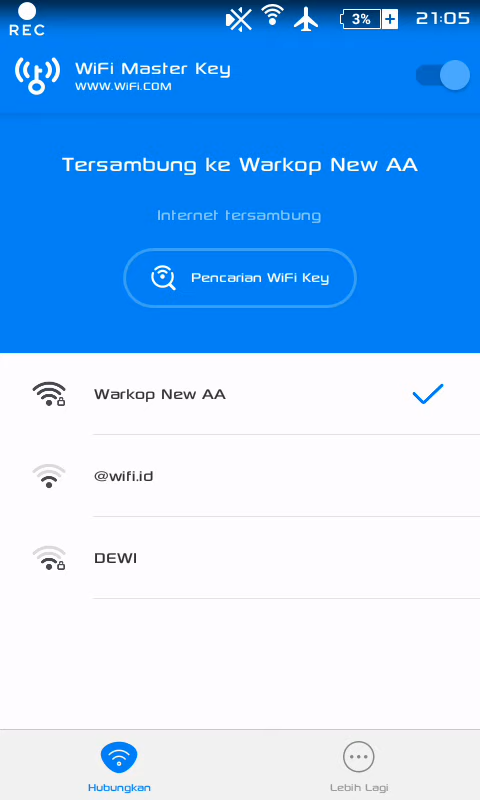 REC
3%
21:05
WiFi Master Key
WWW.WiFi.COM
Tersambung ke Warkop New AA
Internet tersambung
Pencarian WiFi Key
Warkop New AA
@wifi.id
DEWI
Hubungkan
Lebih Lagi